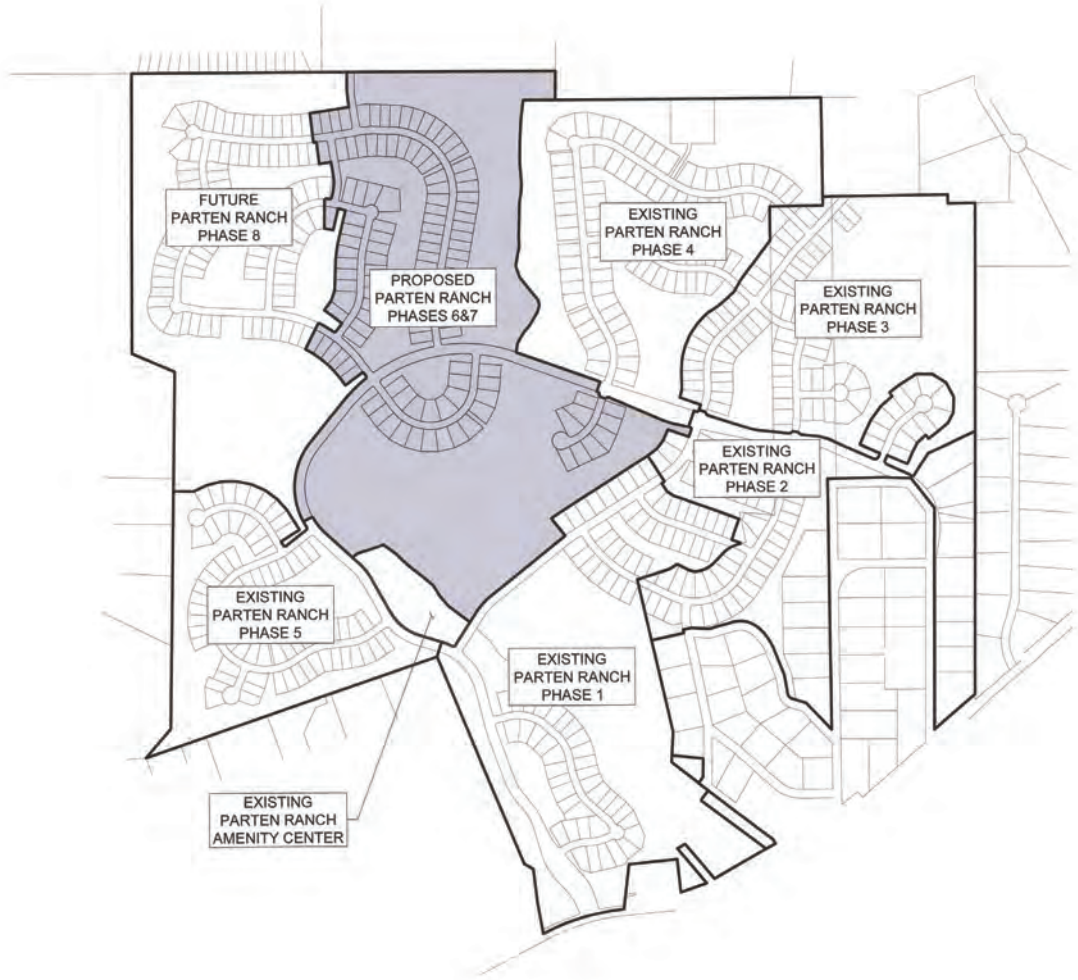 FUTURE
PARTEN RANCH
PHASE 8
EXISTING
PARTEN RANCH
PHASE 4
PROPOSED
PARTEN RANCH
PHASES 6&7
EXISTING
PARTEN RANCH
PHASE 3
EXISTING
PARTEN RANCH
PHASE 2
EXISTING
PARTEN RANCH
PHASE 5
EXISTING
PARTEN RANCH
PHASE 1
EXISTING
PARTEN RANCH
AMENITY CENTER